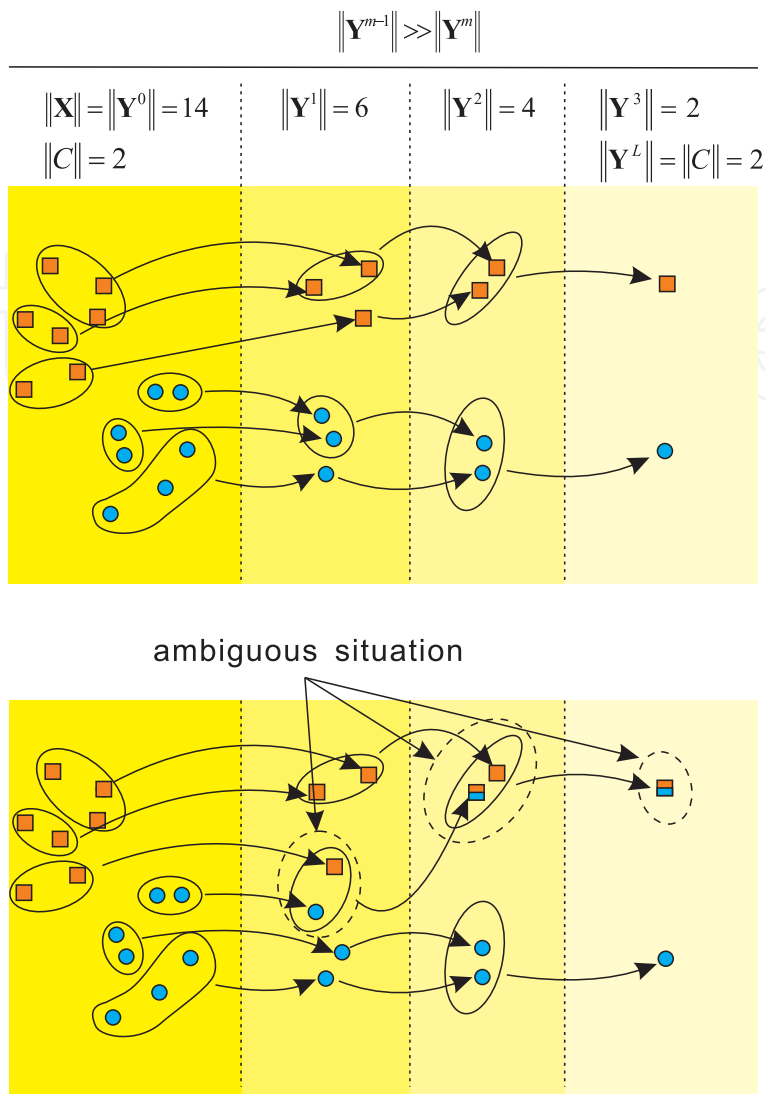 ‖Y^{m-1}‖ >> ‖Y^m‖
‖X‖ = ‖Y^0‖ = 14 ‖Y^1‖ = 6 ‖Y^2‖ = 4 ‖Y^3‖ = 2
‖C‖ = 2 ‖Y^L‖ = ‖C‖ = 2
ambiguous situation